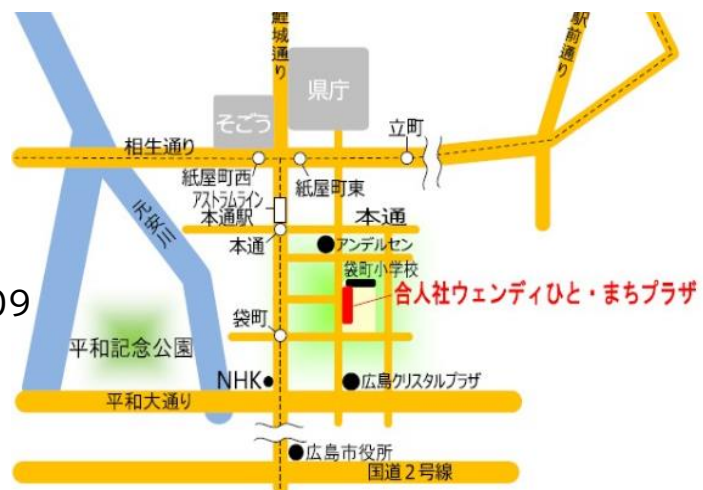 鯉城通り
駅前通り
県庁
そごう
立町
相生通り
紙屋町西
紙屋町東
アストラムライン
本通駅
本通
元安川
本通
アンデルセン
袋町小学校
合人社ウェンディひと・まちプラザ
09
袋町
平和記念公園
NHK
広島クリスタルプラザ
平和大通り
広島市役所
国道2号線